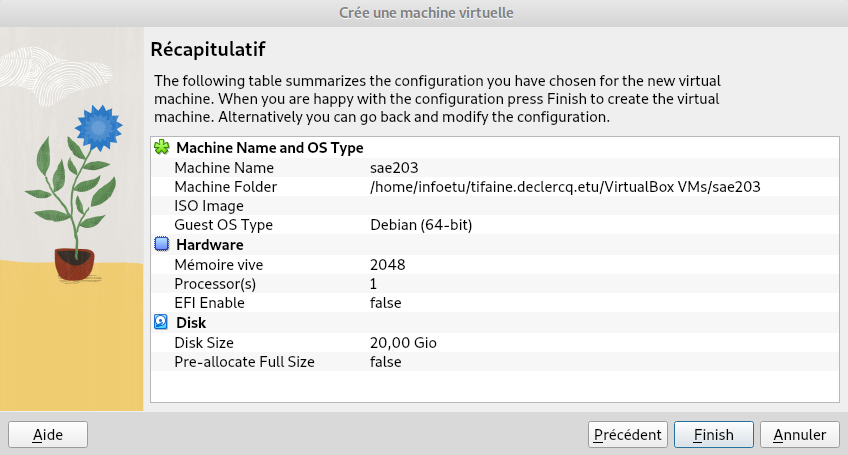 Crée une machine virtuelle
Récapitulatif
The following table summarizes the configuration you have chosen for the new virtual
machine. When you are happy with the configuration press Finish to create the virtual
machine. Alternatively you can go back and modify the configuration.
Machine Name and OS Type
Machine Name sae203
Machine Folder /home/infoetu/tifaine.declercq.etu/VirtualBox VMs/sae203
ISO Image
Guest OS Type Debian (64-bit)
Hardware
Mémoire vive 2048
Processor(s) 1
EFI Enable false
Disk
Disk Size 20,00 Gio
Pre-allocate Full Size false
Aide Précédent Finish Annuler